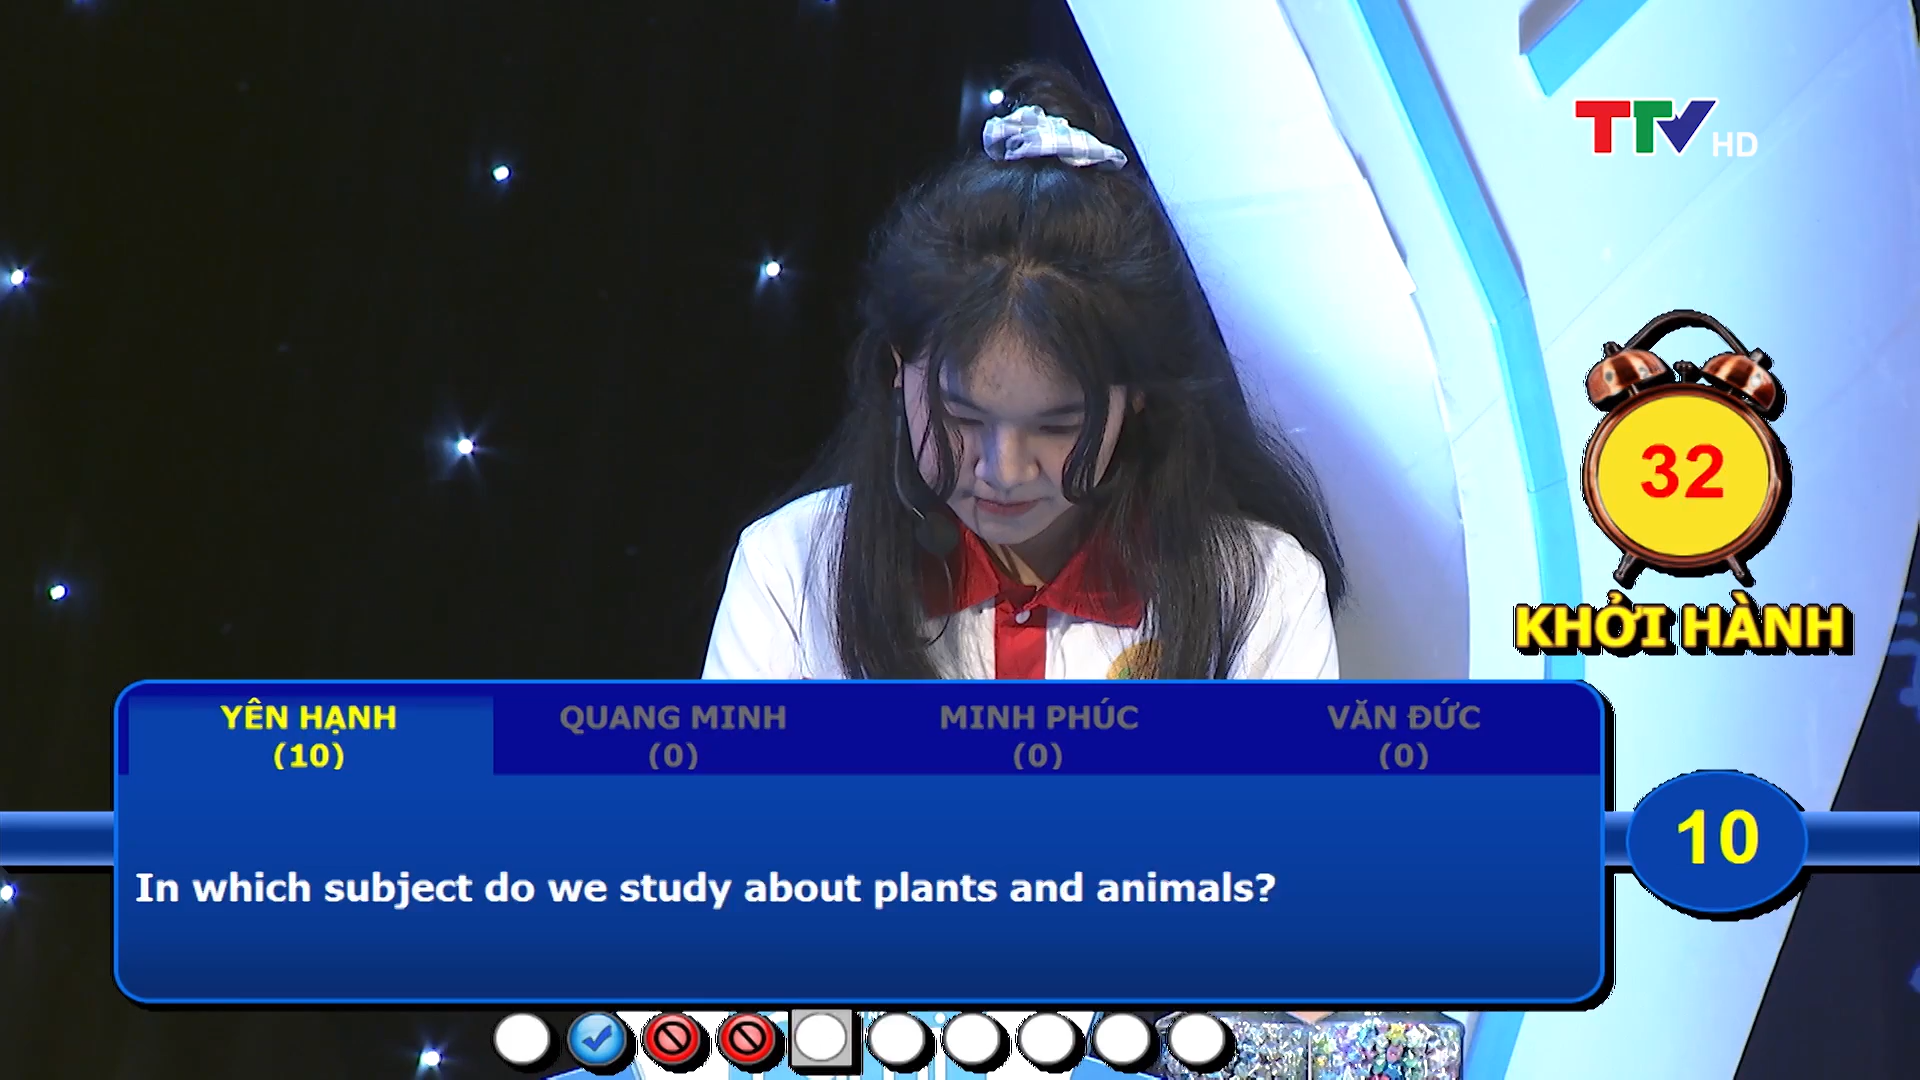 TTV HD
32
KHỞI HÀNH
YÊN HẠNH
(10)
QUANG MINH
(0)
MINH PHÚC
(0)
VĂN ĐỨC
(0)
10
In which subject do we study about plants and animals?